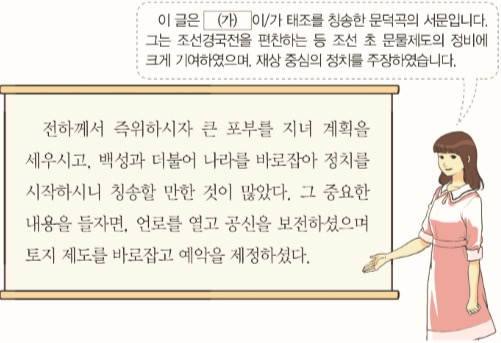 이 글은 (가) 이/가 태조를 칭송한 문덕곡의 서문입니다.
그는 조선경국전을 편찬하는 등 조선 초 문물제도의 정비에
크게 기여하였으며, 재상 중심의 정치를 주장하였습니다.
전하께서 즉위하시자 큰 포부를 지녀 계획을
세우시고, 백성과 더불어 나라를 바로잡아 정치를
시작하시니 칭송할 만한 것이 많았다. 그 중요한
내용을 들자면, 언로를 열고 공신을 보전하셨으며
토지 제도를 바로잡고 예악을 제정하셨다.